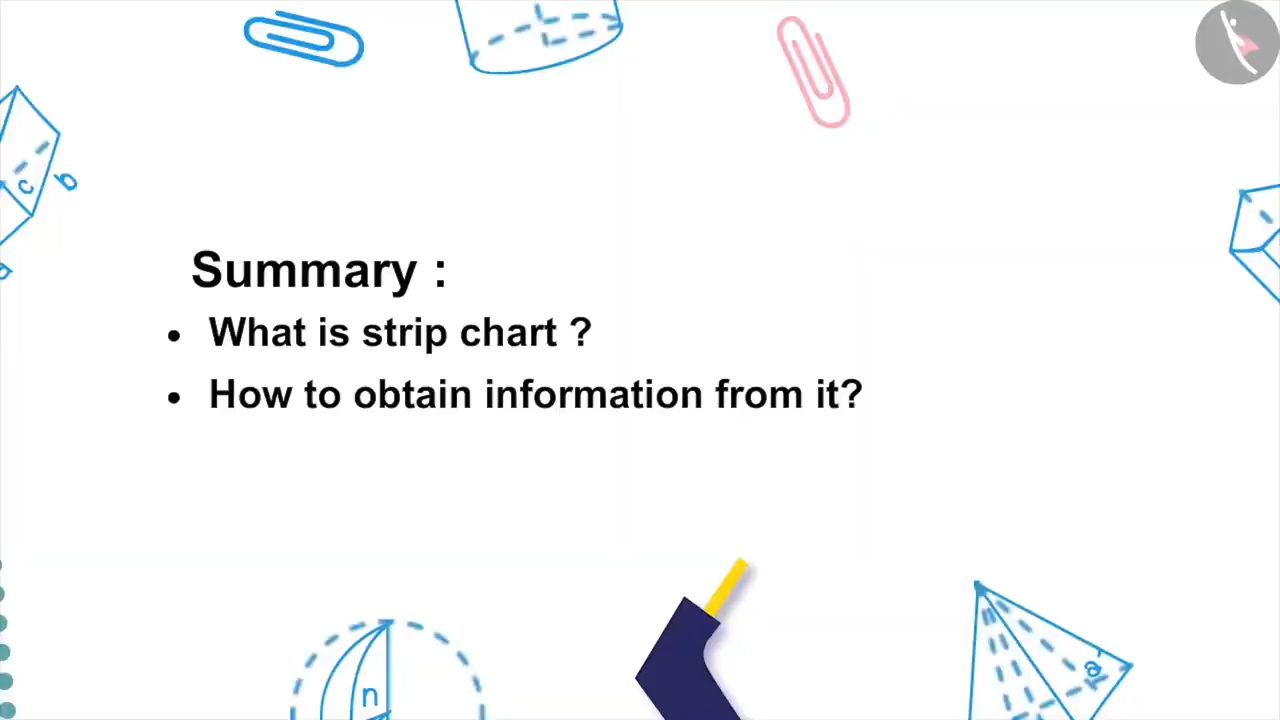 Summary :
• What is strip chart ?
• How to obtain information from it?
c
b
a
n
a